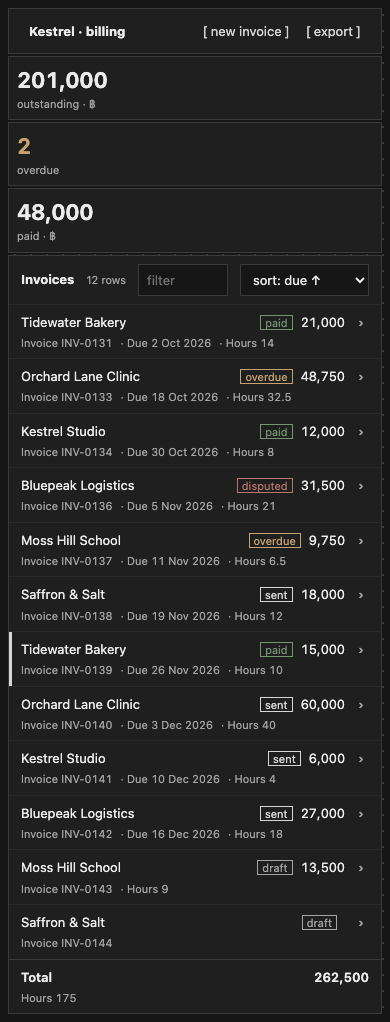 Kestrel · billing [ new invoice ] [ export ]
201,000
outstanding · ฿
2
overdue
48,000
paid · ฿
Invoices 12 rows filter sort: due ↑
Tidewater Bakery paid 21,000 ›
Invoice INV-0131 · Due 2 Oct 2026 · Hours 14
Orchard Lane Clinic overdue 48,750 ›
Invoice INV-0133 · Due 18 Oct 2026 · Hours 32.5
Kestrel Studio paid 12,000 ›
Invoice INV-0134 · Due 30 Oct 2026 · Hours 8
Bluepeak Logistics disputed 31,500 ›
Invoice INV-0136 · Due 5 Nov 2026 · Hours 21
Moss Hill School overdue 9,750 ›
Invoice INV-0137 · Due 11 Nov 2026 · Hours 6.5
Saffron & Salt sent 18,000 ›
Invoice INV-0138 · Due 19 Nov 2026 · Hours 12
Tidewater Bakery paid 15,000 ›
Invoice INV-0139 · Due 26 Nov 2026 · Hours 10
Orchard Lane Clinic sent 60,000 ›
Invoice INV-0140 · Due 3 Dec 2026 · Hours 40
Kestrel Studio sent 6,000 ›
Invoice INV-0141 · Due 10 Dec 2026 · Hours 4
Bluepeak Logistics sent 27,000 ›
Invoice INV-0142 · Due 16 Dec 2026 · Hours 18
Moss Hill School draft 13,500 ›
Invoice INV-0143 · Hours 9
Saffron & Salt draft ›
Invoice INV-0144
Total 262,500
Hours 175